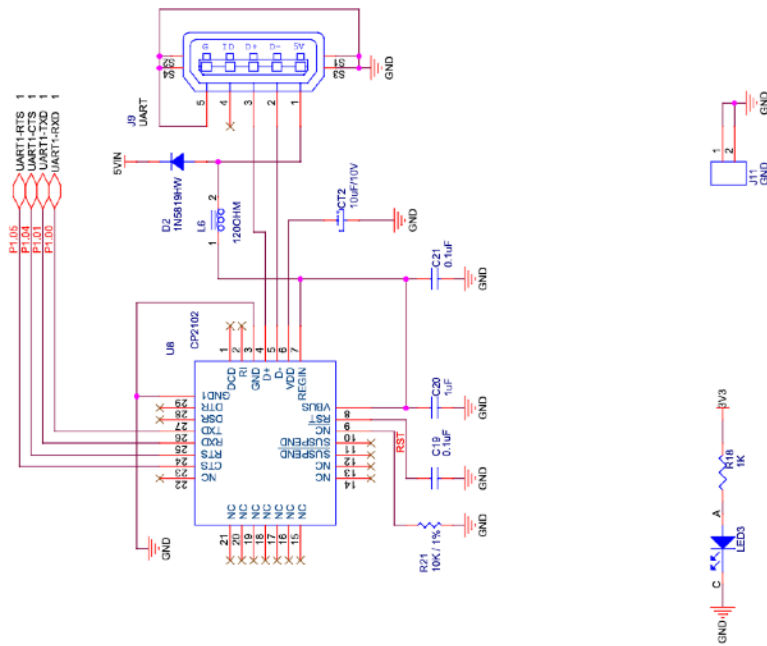 G ID D+ D- 5V
S4 S1
S2 S3
GND
5 4 3 2 1
J9
UART
UART1-RTS 1
UART1-CTS 1
UART1-TXD 1
UART1-RXD 1
P1.05
P1.04
P1.01
P1.00
5VIN
D2
1N5819HW
L6
1 2
120OHM
CT2
10uF/10V
GND
1
2
J11
GND
GND
C21
0.1uF
GND
U8
CP2102
1 2 3 4 5 6 7
DCD
RI
GND
D+
D-
VDD
REGIN
GND1
DTR
DSR
TXD
RXD
RTS
CTS
NC
29
28
27
26
25
24
23
22
VBUS
RST
NC
SUSPEND
SUSPEND
NC
NC
8
9
10
11
12
13
14
RST
NC NC NC NC NC NC NC
21 20 19 18 17 16 15
C20
1uF
GND
C19
0.1uF
GND
R21
10K / 1%
GND
GND
3V3
R18
1K
A
LED3
C
GND